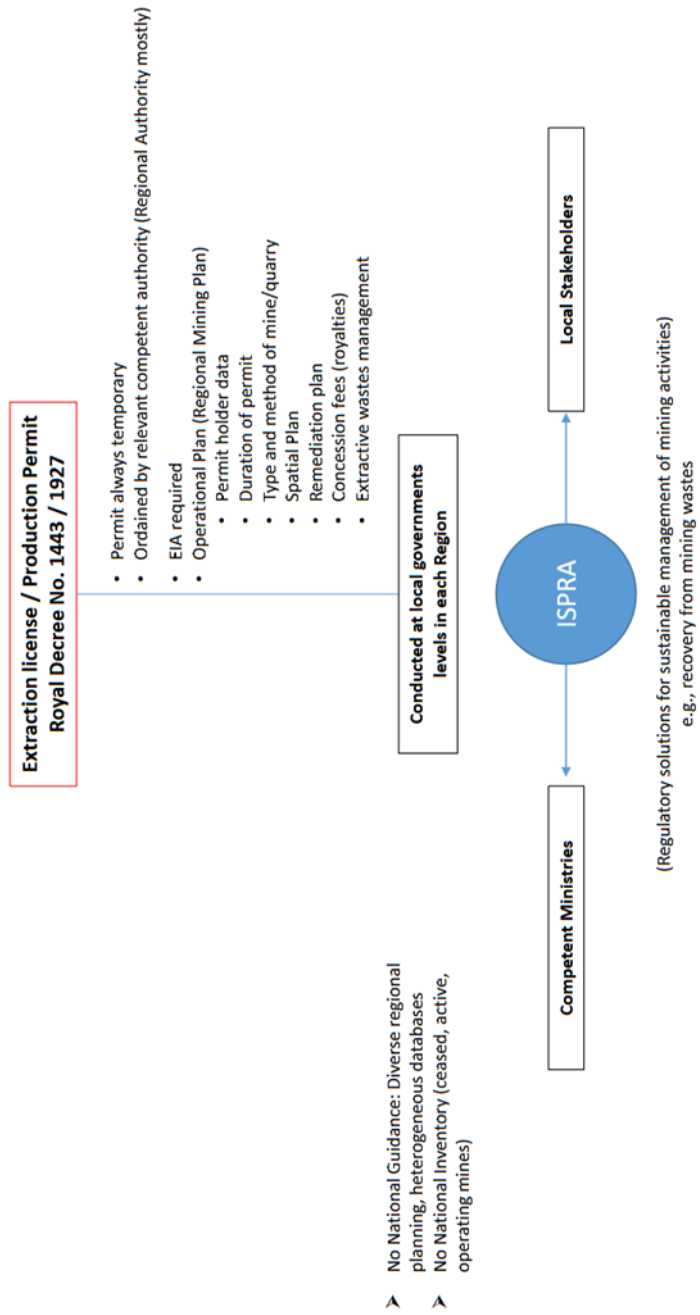 Extraction license / Production Permit
Royal Decree No. 1443 / 1927
• Permit always temporary
• Ordained by relevant competent authority (Regional Authority mostly)
• EIA required
• Operational Plan (Regional Mining Plan)
• Permit holder data
• Duration of permit
• Type and method of mine/quarry
• Spatial Plan
• Remediation plan
• Concession fees (royalties)
• Extractive wastes management
➢ No National Guidance: Diverse regional
planning, heterogeneous databases
➢ No National Inventory (ceased, active,
operating mines)
Conducted at local governments
levels in each Region
Competent Ministries
ISPRA
Local Stakeholders
(Regulatory solutions for sustainable management of mining activities)
e.g., recovery from mining wastes